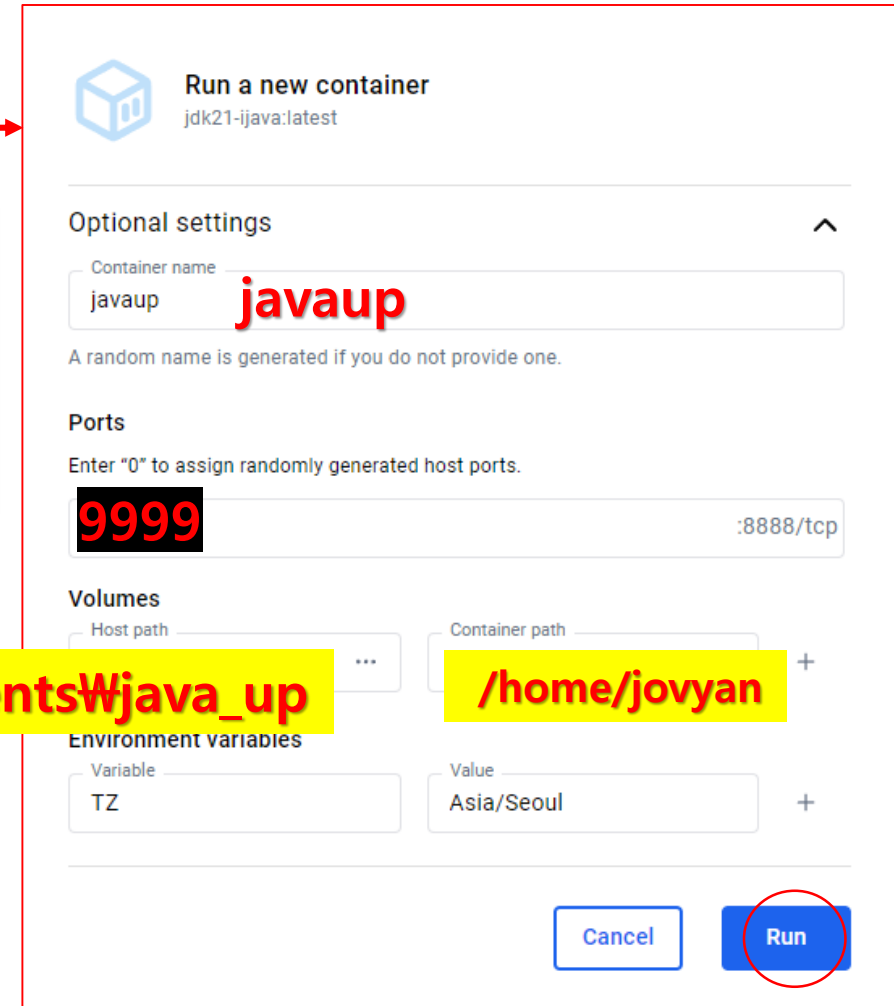 Run a new container
jdk21-ijava:latest
Optional settings
Container name
javaup javaup
A random name is generated if you do not provide one.
Ports
Enter “0” to assign randomly generated host ports.
9999 :8888/tcp
Volumes
Host path Container path
... +
nts₩java_up /home/jovyan
Environment variables
Variable Value
TZ Asia/Seoul +
Cancel Run